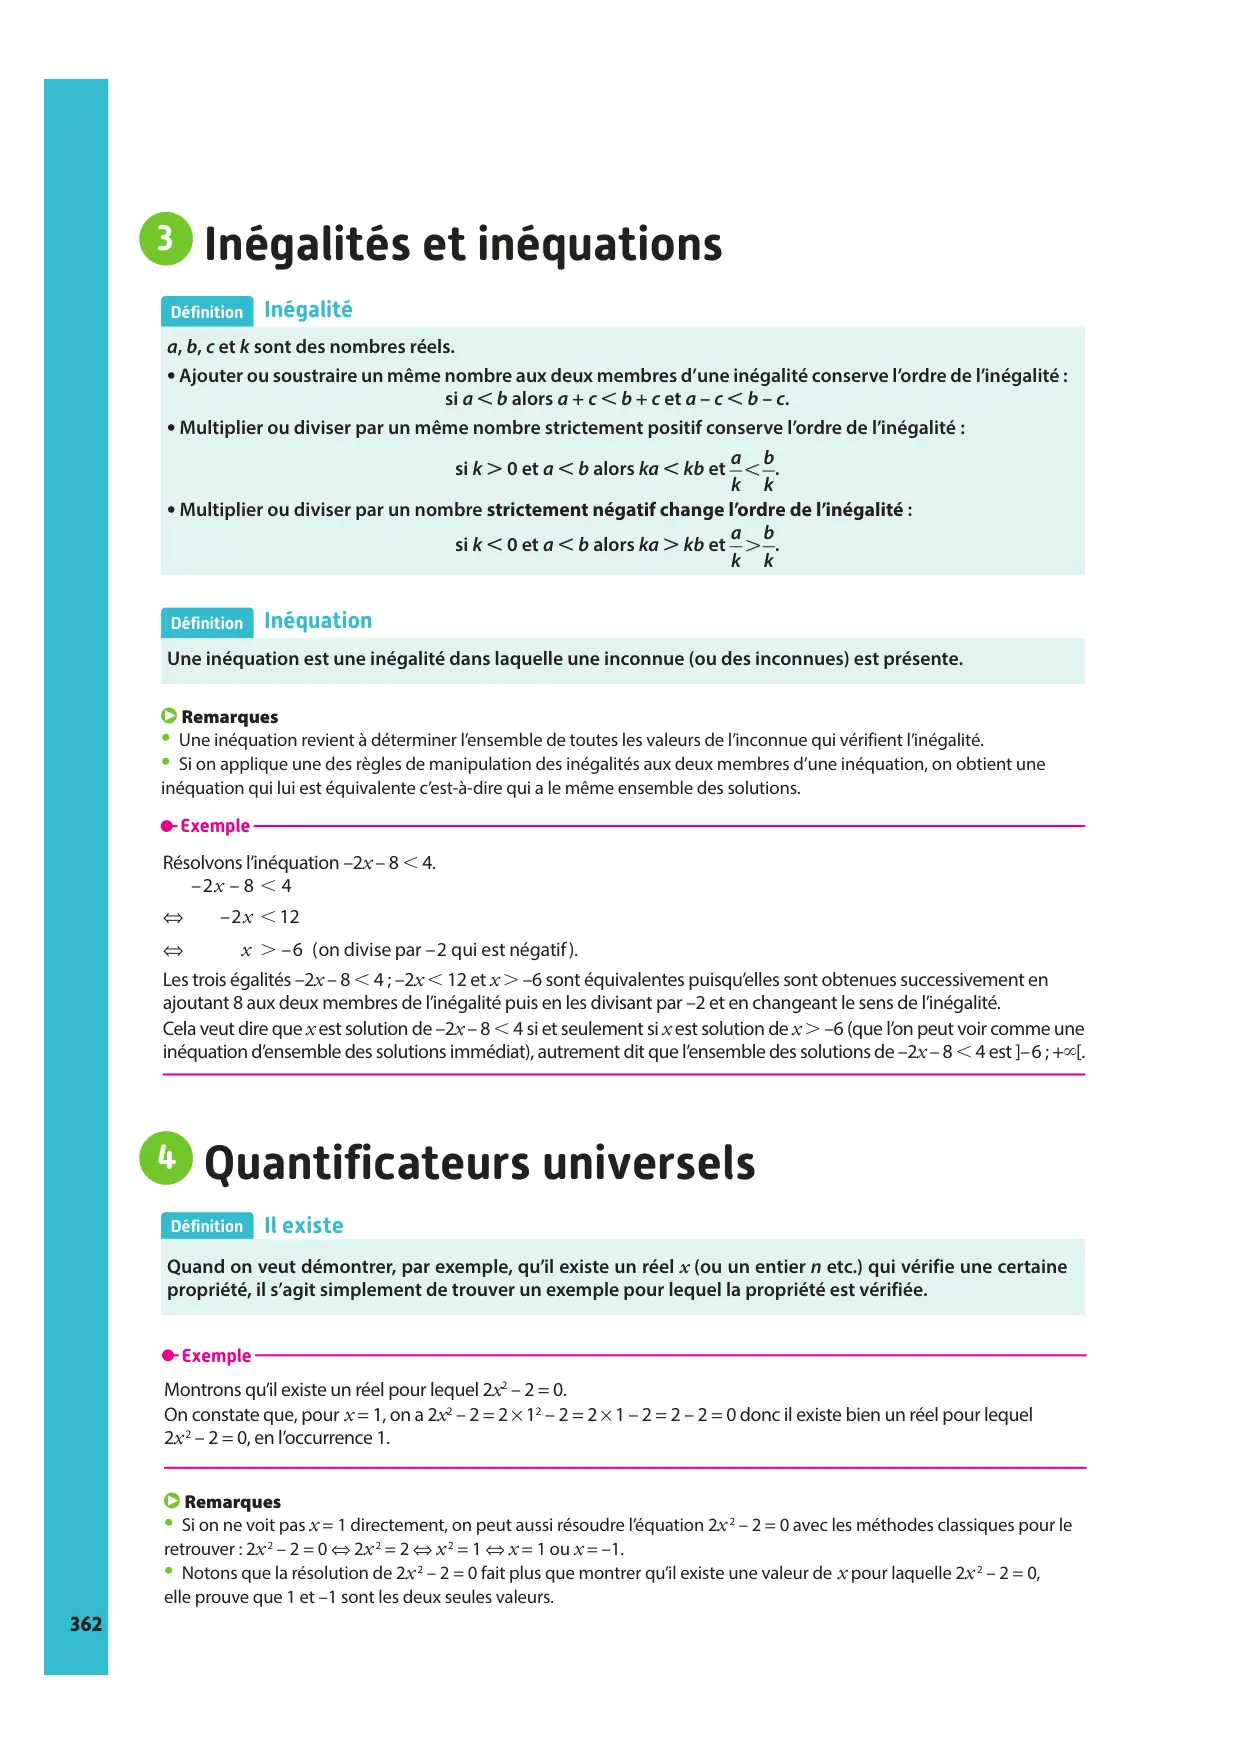 3 Inégalités et inéquations
Définition Inégalité
a, b, c et k sont des nombres réels.
• Ajouter ou soustraire un même nombre aux deux membres d’une inégalité conserve l’ordre de l’inégalité :
si a < b alors a + c < b + c et a – c < b – c.
• Multiplier ou diviser par un même nombre strictement positif conserve l’ordre de l’inégalité :
si k > 0 et a < b alors ka < kb et a/k < b/k.
• Multiplier ou diviser par un nombre strictement négatif change l’ordre de l’inégalité :
si k < 0 et a < b alors ka > kb et a/k > b/k.
Définition Inéquation
Une inéquation est une inégalité dans laquelle une inconnue (ou des inconnues) est présente.
Remarques
• Une inéquation revient à déterminer l’ensemble de toutes les valeurs de l’inconnue qui vérifient l’inégalité.
• Si on applique une des règles de manipulation des inégalités aux deux membres d’une inéquation, on obtient une
inéquation qui lui est équivalente c’est-à-dire qui a le même ensemble des solutions.
Exemple
Résolvons l’inéquation –2x – 8 < 4.
–2x – 8 < 4
⇔ –2x < 12
⇔ x > –6 (on divise par –2 qui est négatif).
Les trois égalités –2x – 8 < 4 ; –2x < 12 et x > –6 sont équivalentes puisqu’elles sont obtenues successivement en
ajoutant 8 aux deux membres de l’inégalité puis en les divisant par –2 et en changeant le sens de l’inégalité.
Cela veut dire que x est solution de –2x – 8 < 4 si et seulement si x est solution de x > –6 (que l’on peut voir comme une
inéquation d’ensemble des solutions immédiat), autrement dit que l’ensemble des solutions de –2x – 8 < 4 est ]–6 ; +∞[.
4 Quantificateurs universels
Définition Il existe
Quand on veut démontrer, par exemple, qu’il existe un réel x (ou un entier n etc.) qui vérifie une certaine
propriété, il s’agit simplement de trouver un exemple pour lequel la propriété est vérifiée.
Exemple
Montrons qu’il existe un réel pour lequel 2x² – 2 = 0.
On constate que, pour x = 1, on a 2x² – 2 = 2 × 1² – 2 = 2 × 1 – 2 = 2 – 2 = 0 donc il existe bien un réel pour lequel
2x² – 2 = 0, en l’occurrence 1.
Remarques
• Si on ne voit pas x = 1 directement, on peut aussi résoudre l’équation 2x² – 2 = 0 avec les méthodes classiques pour le
retrouver : 2x² – 2 = 0 ⇔ 2x² = 2 ⇔ x² = 1 ⇔ x = 1 ou x = –1.
• Notons que la résolution de 2x² – 2 = 0 fait plus que montrer qu’il existe une valeur de x pour laquelle 2x² – 2 = 0,
elle prouve que 1 et –1 sont les deux seules valeurs.
362